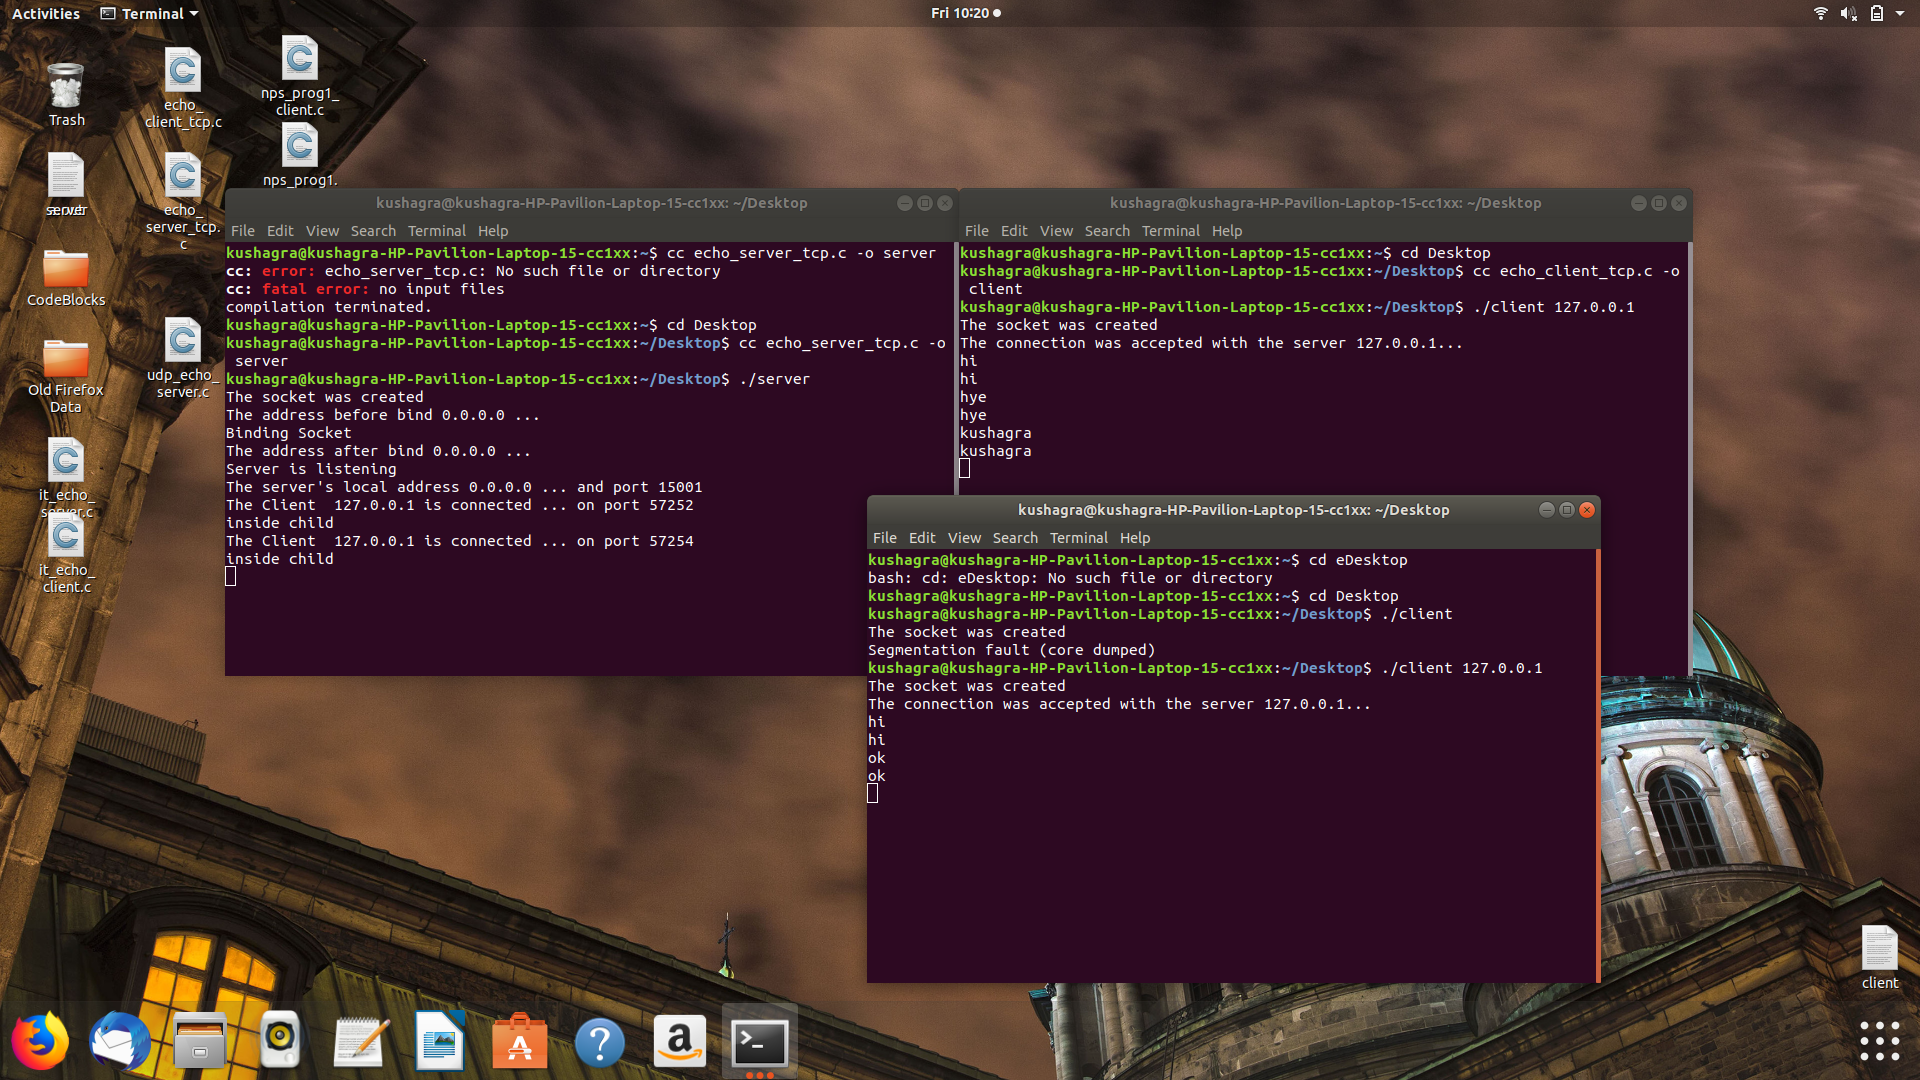 Activities
Terminal
Fri 10:20
Trash
echo_
client_tcp.c
nps_prog1_
client.c
server
echo_
server_tcp.
c
nps_prog1.
CodeBlocks
Old Firefox
Data
udp_echo_
server.c
it_echo_
server.c
it_echo_
client.c
kushagra@kushagra-HP-Pavilion-Laptop-15-cc1xx: ~/Desktop
File Edit View Search Terminal Help
kushagra@kushagra-HP-Pavilion-Laptop-15-cc1xx:~$ cc echo_server_tcp.c -o server
cc: error: echo_server_tcp.c: No such file or directory
cc: fatal error: no input files
compilation terminated.
kushagra@kushagra-HP-Pavilion-Laptop-15-cc1xx:~$ cd Desktop
kushagra@kushagra-HP-Pavilion-Laptop-15-cc1xx:~/Desktop$ cc echo_server_tcp.c -o
server
kushagra@kushagra-HP-Pavilion-Laptop-15-cc1xx:~/Desktop$ ./server
The socket was created
The address before bind 0.0.0.0 ...
Binding Socket
The address after bind 0.0.0.0 ...
Server is listening
The server's local address 0.0.0.0 ... and port 15001
The Client  127.0.0.1 is connected ... on port 57252
inside child
The Client  127.0.0.1 is connected ... on port 57254
inside child
kushagra@kushagra-HP-Pavilion-Laptop-15-cc1xx: ~/Desktop
File Edit View Search Terminal Help
kushagra@kushagra-HP-Pavilion-Laptop-15-cc1xx:~$ cd Desktop
kushagra@kushagra-HP-Pavilion-Laptop-15-cc1xx:~/Desktop$ cc echo_client_tcp.c -o
client
kushagra@kushagra-HP-Pavilion-Laptop-15-cc1xx:~/Desktop$ ./client 127.0.0.1
The socket was created
The connection was accepted with the server 127.0.0.1...
hi
hi
hye
hye
kushagra
kushagra
kushagra@kushagra-HP-Pavilion-Laptop-15-cc1xx: ~/Desktop
File Edit View Search Terminal Help
kushagra@kushagra-HP-Pavilion-Laptop-15-cc1xx:~$ cd eDesktop
bash: cd: eDesktop: No such file or directory
kushagra@kushagra-HP-Pavilion-Laptop-15-cc1xx:~$ cd Desktop
kushagra@kushagra-HP-Pavilion-Laptop-15-cc1xx:~/Desktop$ ./client
The socket was created
Segmentation fault (core dumped)
kushagra@kushagra-HP-Pavilion-Laptop-15-cc1xx:~/Desktop$ ./client 127.0.0.1
The socket was created
The connection was accepted with the server 127.0.0.1...
hi
hi
ok
ok
client